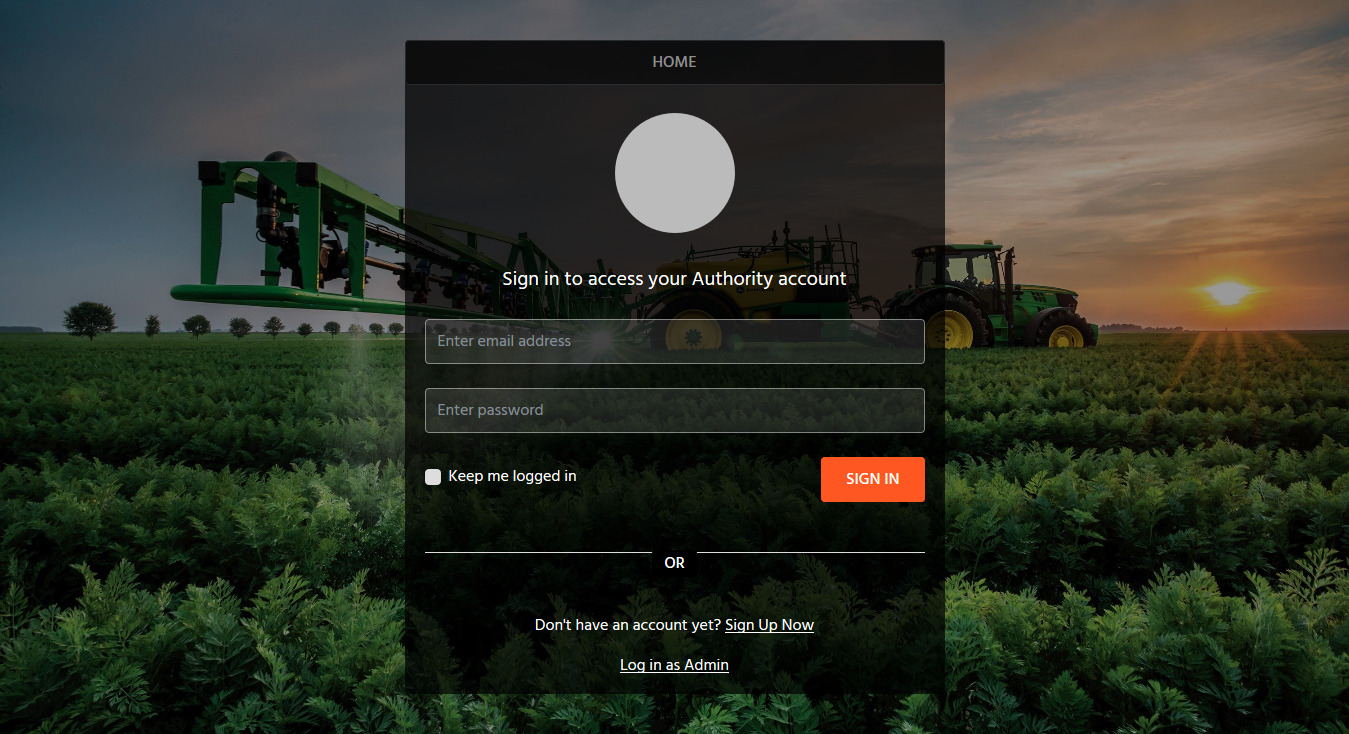 HOME
Sign in to access your Authority account
Enter email address
Enter password
Keep me logged in
SIGN IN
OR
Don't have an account yet? Sign Up Now
Log in as Admin